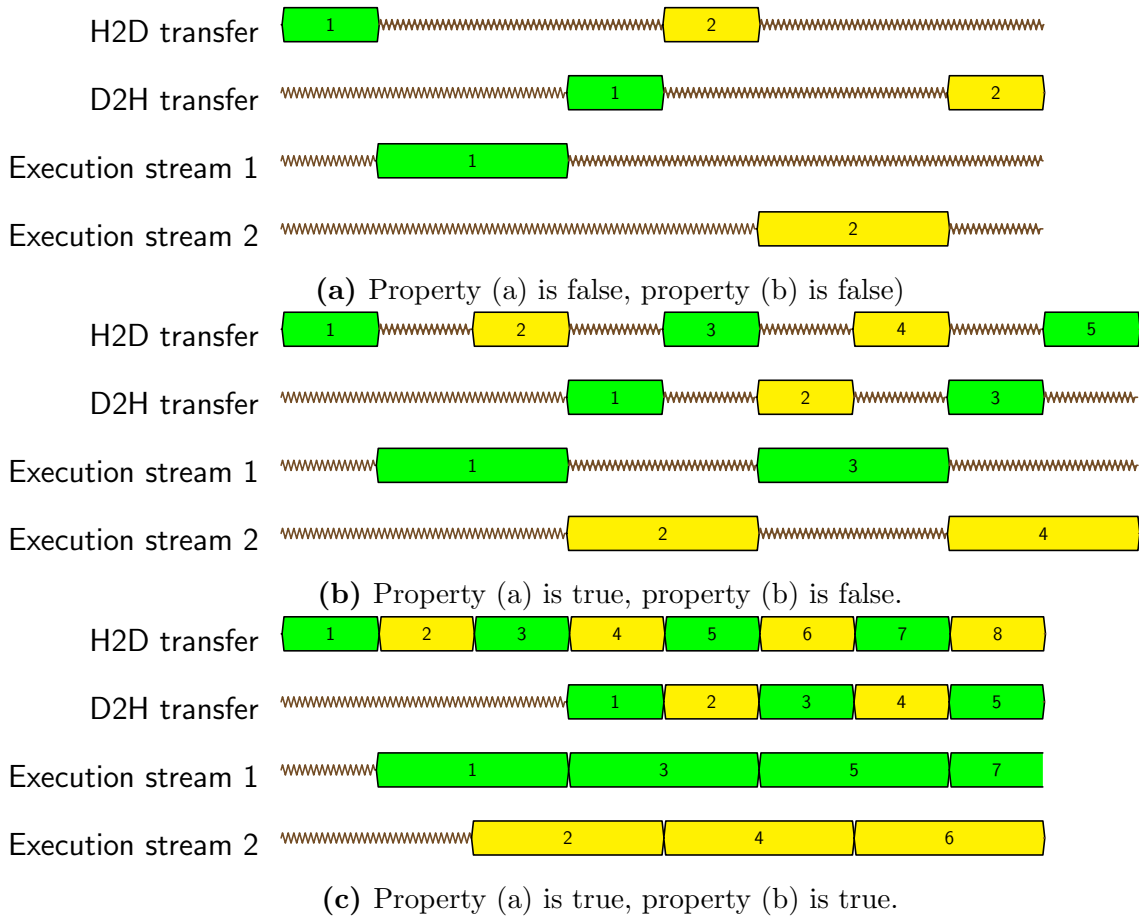 H2D transfer 1 2
D2H transfer 1 2
Execution stream 1 1
Execution stream 2 2
(a) Property (a) is false, property (b) is false)
H2D transfer 1 2 3 4 5
D2H transfer 1 2 3
Execution stream 1 1 3
Execution stream 2 2 4
(b) Property (a) is true, property (b) is false.
H2D transfer 1 2 3 4 5 6 7 8
D2H transfer 1 2 3 4 5
Execution stream 1 1 3 5 7
Execution stream 2 2 4 6
(c) Property (a) is true, property (b) is true.